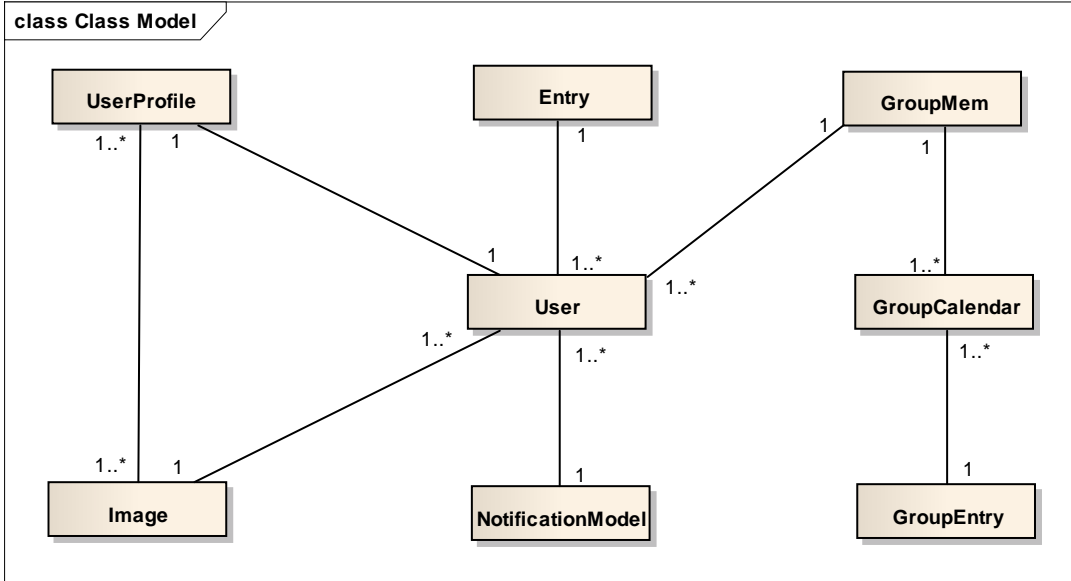 class Class Model
UserProfile
Entry
GroupMem
1..*
1
1
1
1
1
1..*
1..*
1..*
User
GroupCalendar
1..*
1..*
1..*
1..*
1
1
1
Image
NotificationModel
GroupEntry